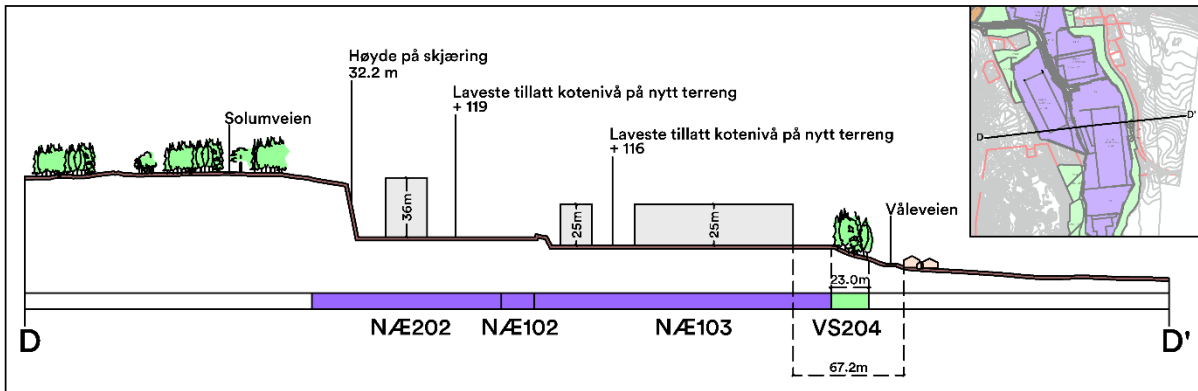 Høyde på skjæring
32.2 m
Laveste tillatt kotenivå på nytt terreng
+ 119
Solumveien
Laveste tillatt kotenivå på nytt terreng
+ 116
36m
25m
25m
Våleveien
23.0m
NÆ202
NÆ102
NÆ103
VS204
D
D'
67.2m
D
D'